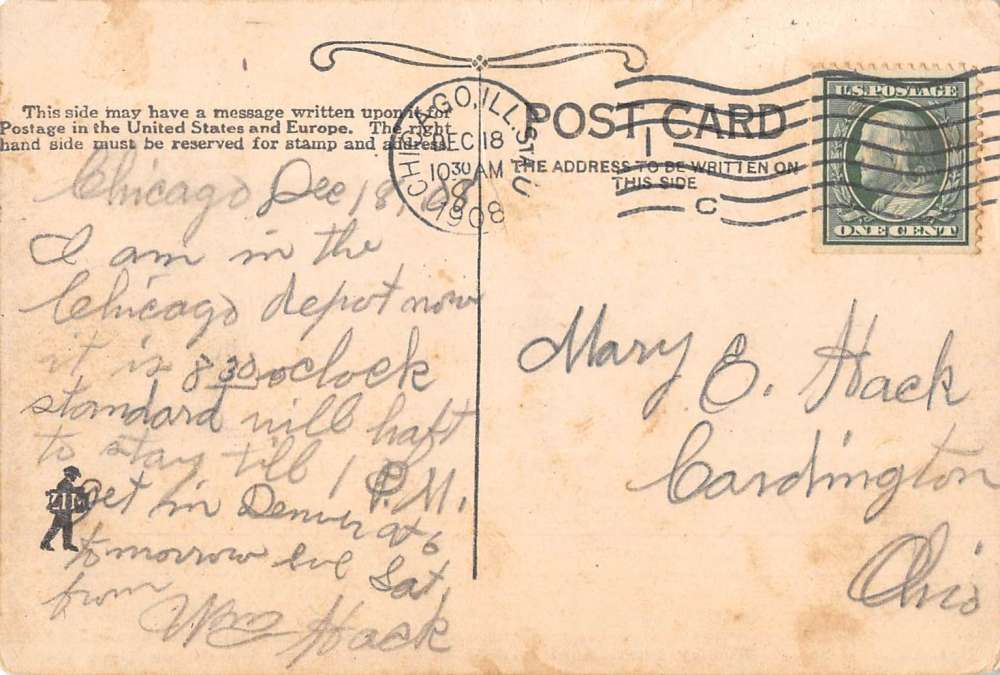 This side may have a message written upon it for
Postage in the United States and Europe. The right
hand side must be reserved for stamp and address.
CHICAGO, ILL. STA. U
DEC 18
10 30 AM
1908
I
C
POST CARD
THE ADDRESS TO BE WRITTEN ON
THIS SIDE
U.S. POSTAGE
ONE CENT
Chicago Dec 18, 08
I am in the
Chicago depot now
it is 8 30 oclock
standard will haft
to stay till 1 P.M.
get in Denver at 6
tomorrow eve Sat,
from
Wm Hack
ZIM
Mary E. Hack
Cardington
Ohio